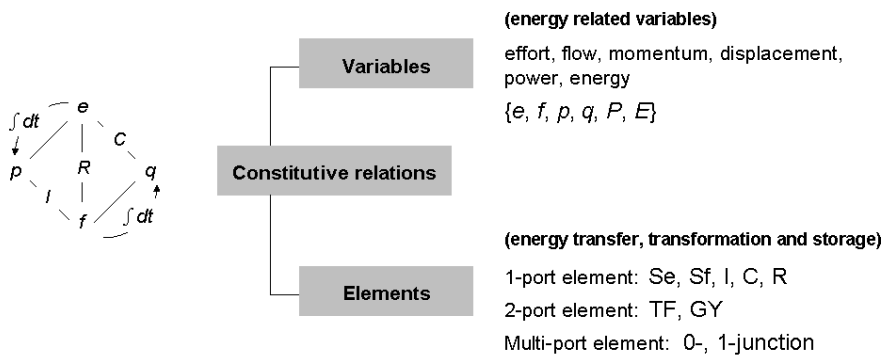 (energy related variables)
Variables
effort, flow, momentum, displacement,
power, energy
{e, f, p, q, P, E}
e
∫ dt
C
p
R
q
I
f
∫ dt
Constitutive relations
(energy transfer, transformation and storage)
Elements
1-port element: Se, Sf, I, C, R
2-port element: TF, GY
Multi-port element: 0-, 1-junction